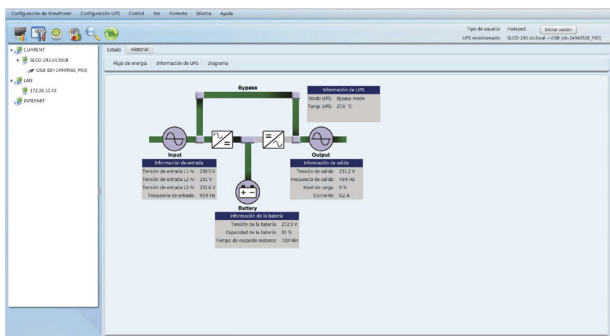 Configuración de ViewPower Configuración UPS Control Ver Formato Idioma Ayuda
Tipo de usuario: Huésped Iniciar sesión
UPS monitoreado:
CURRENT
Estado Historial
Flujo de energía Información de UPS Diagrama
LAN
172.26.10.43
INTERNET
Bypass
Información de UPS
Modo UPS: Bypass mode
Temp. UPS: 27.9 °C
Input
Output
Información de entrada
Tensión de entrada L1-N: 230.5 V
Tensión de entrada L2-N: 231 V
Tensión de entrada L3-N: 231.6 V
Frecuencia de entrada: 49.9 Hz
Información de salida
Tensión de salida: 231.2 V
Frecuencia de salida: 49.9 Hz
Nivel de carga: 0 %
Corriente: 0.2 A
Battery
Información de la batería
Tensión de la batería: 272.5 V
Capacidad de la batería: 91 %
Tiempo de respaldo restante: 720 Min